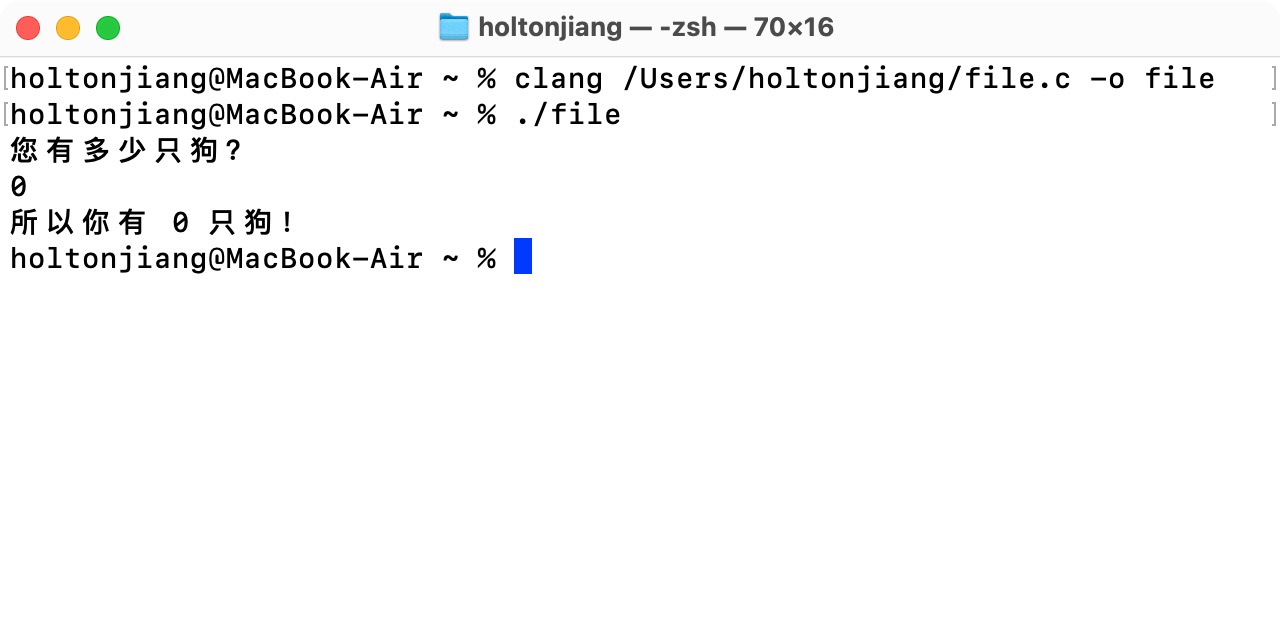 holtonjiang — -zsh — 70×16
[holtonjiang@MacBook-Air ~ % clang /Users/holtonjiang/file.c -o file ]
[holtonjiang@MacBook-Air ~ % ./file ]
您有多少只狗?
0
所以你有 0 只狗!
holtonjiang@MacBook-Air ~ %